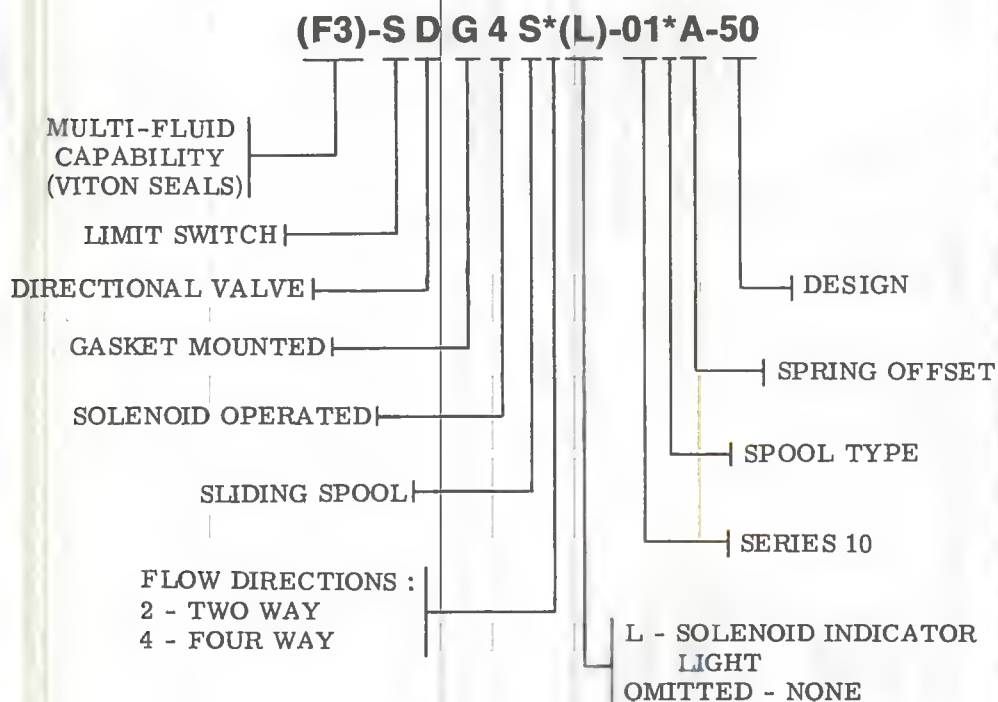 (F3)-S D G 4 S*(L)-01*A-50
MULTI-FLUID
CAPABILITY
(VITON SEALS)
LIMIT SWITCH
DIRECTIONAL VALVE
GASKET MOUNTED
SOLENOID OPERATED
SLIDING SPOOL
FLOW DIRECTIONS :
2 - TWO WAY
4 - FOUR WAY
DESIGN
SPRING OFFSET
SPOOL TYPE
SERIES 10
L - SOLENOID INDICATOR
LIGHT
OMITTED - NONE